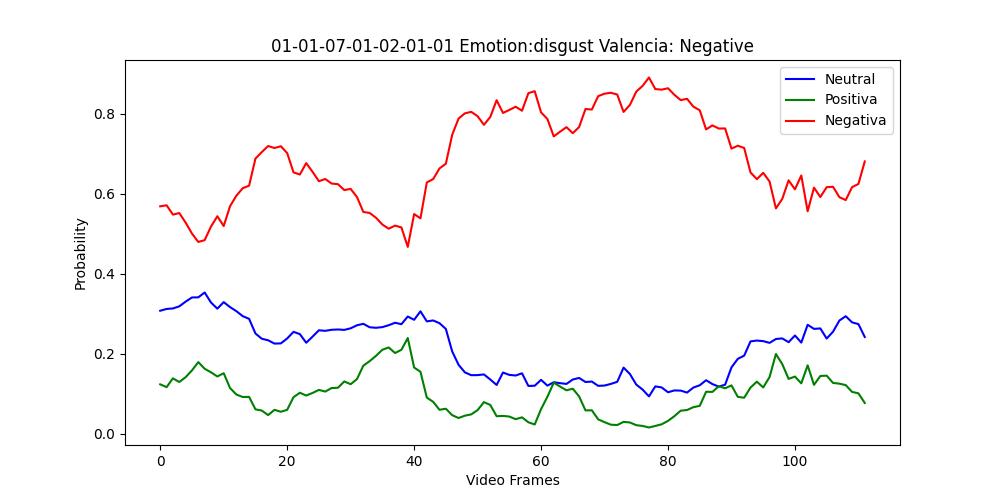 01-01-07-01-02-01-01 Emotion:disgust Valencia: Negative
Neutral
Positiva
Negativa
Probability
0.8
0.6
0.4
0.2
0.0
0 20 40 60 80 100
Video Frames